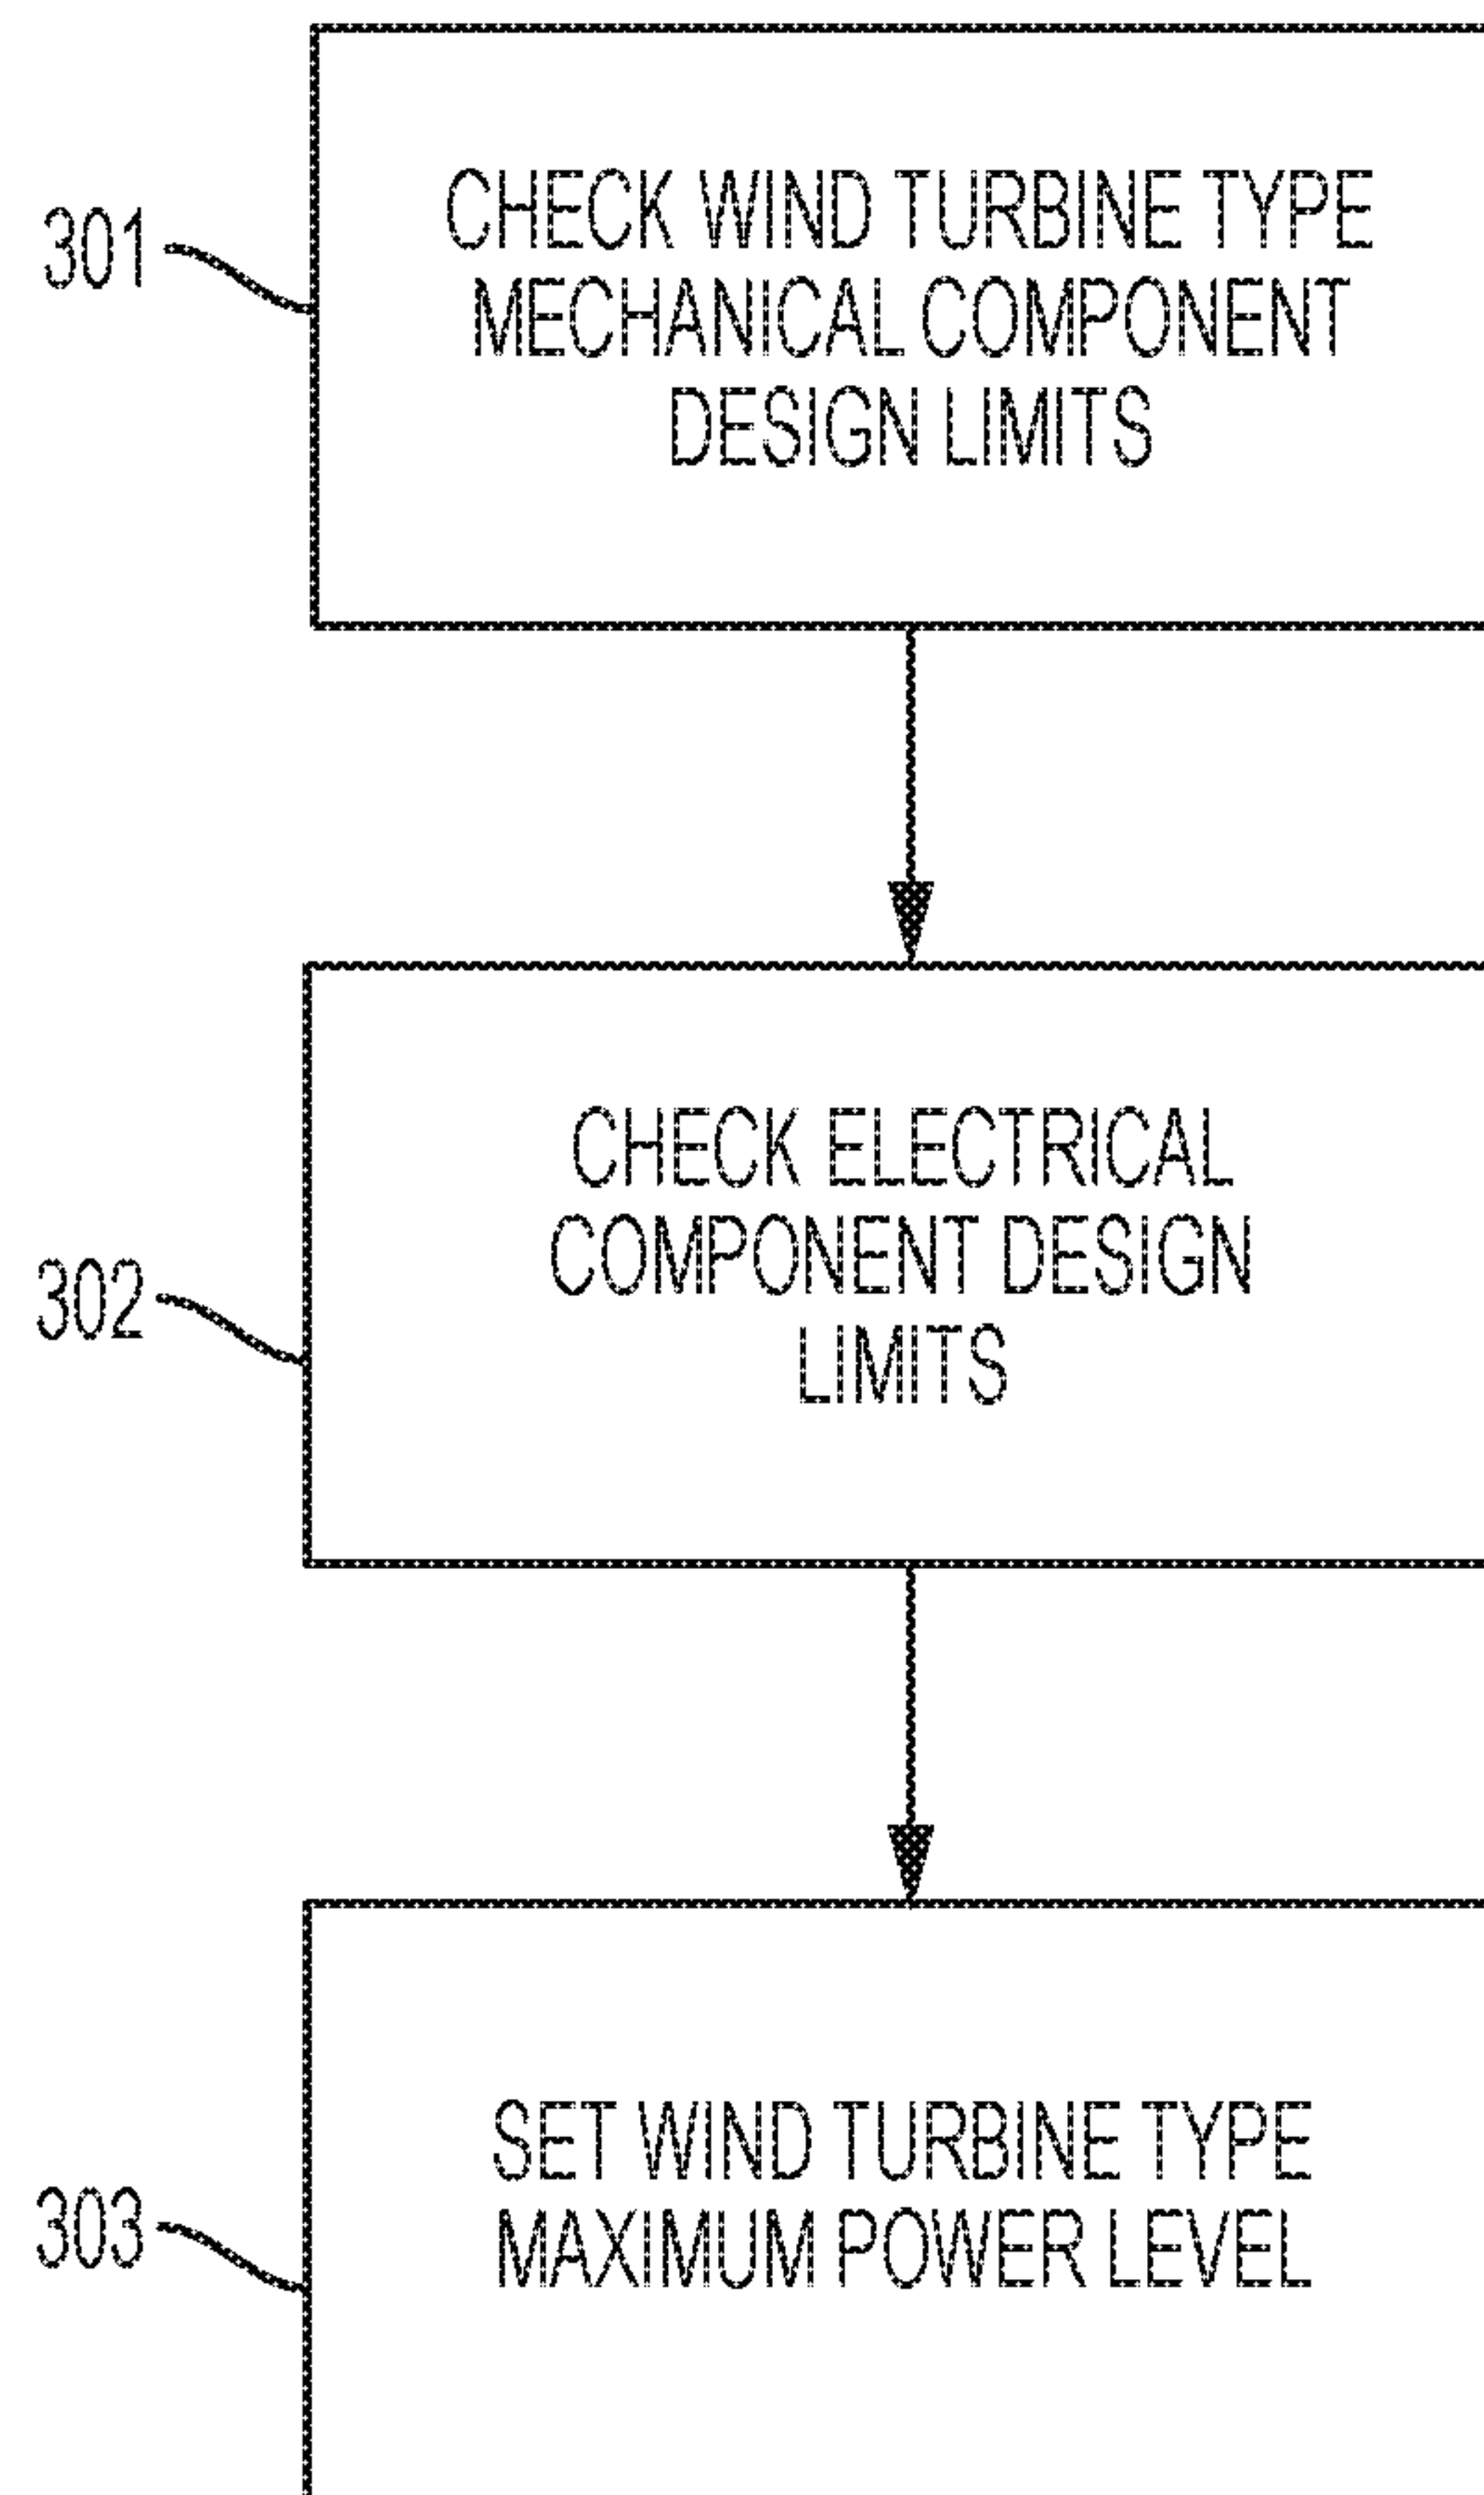 301
CHECK WIND TURBINE TYPE
MECHANICAL COMPONENT
DESIGN LIMITS
302
CHECK ELECTRICAL
COMPONENT DESIGN
LIMITS
303
SET WIND TURBINE TYPE
MAXIMUM POWER LEVEL